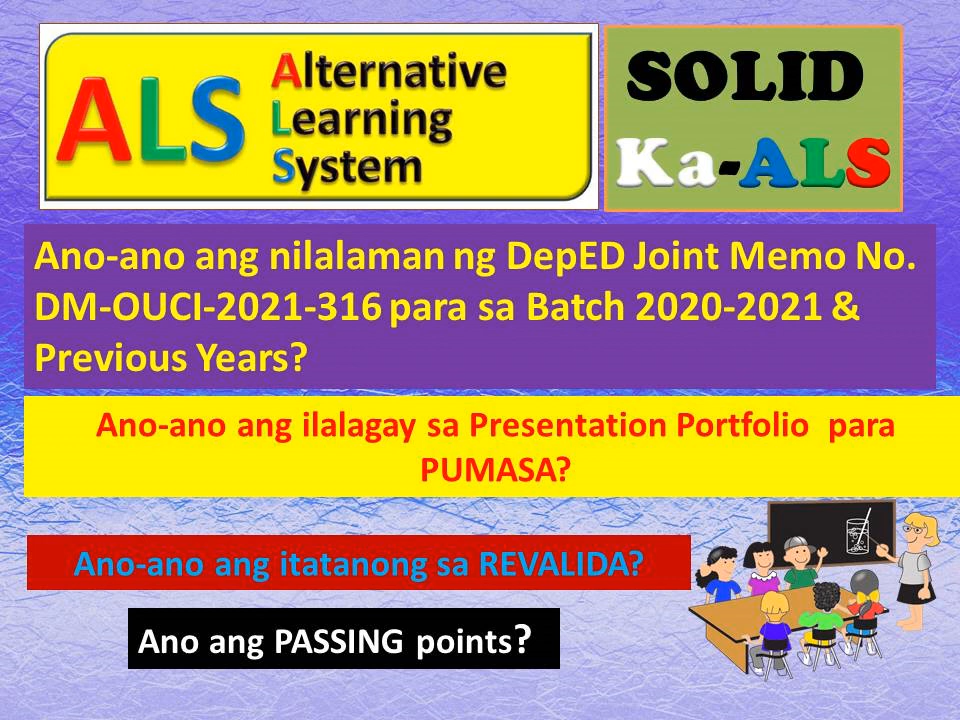 ALS
Alternative
Learning
System
SOLID
Ka-ALS
Ano-ano ang nilalaman ng DepED Joint Memo No.
DM-OUCI-2021-316 para sa Batch 2020-2021 &
Previous Years?
Ano-ano ang ilalagay sa Presentation Portfolio para
PUMASA?
Ano-ano ang itatanong sa REVALIDA?
Ano ang PASSING points?